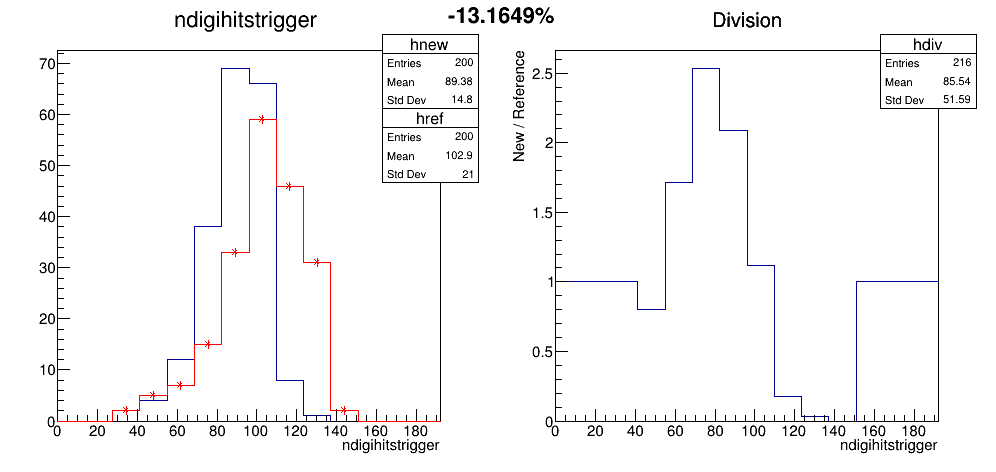 ndigihitstrigger
-13.1649%
Division
hnew
Entries 200
Mean 89.38
Std Dev 14.8
href
Entries 200
Mean 102.9
Std Dev 21
70
60
50
40
30
20
10
0
0 20 40 60 80 100 120 140 160 180
ndigihitstrigger
hdiv
Entries 216
Mean 85.54
Std Dev 51.59
New / Reference
2.5
2
1.5
1
0.5
0
0 20 40 60 80 100 120 140 160 180
ndigihitstrigger